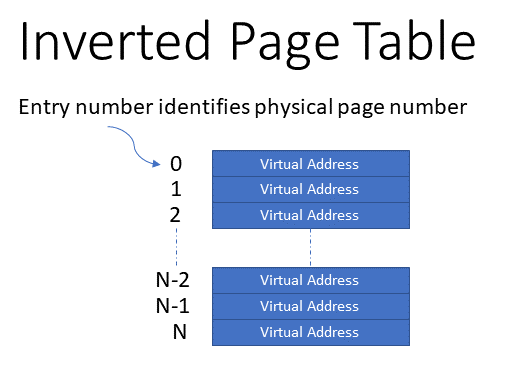 Inverted Page Table
Entry number identifies physical page number
0 Virtual Address
1 Virtual Address
2 Virtual Address
N-2 Virtual Address
N-1 Virtual Address
N Virtual Address